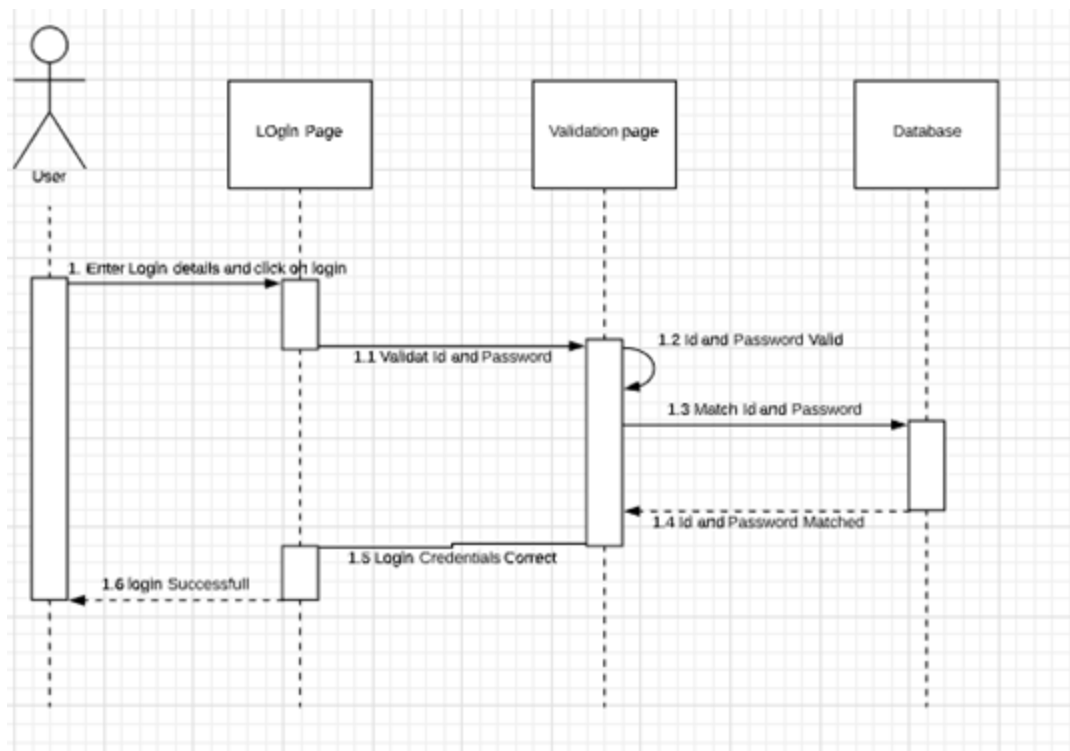 LOgIn Page
Validation page
Database
User
1. Enter Login details and click on login
1.2 Id and Password Valid
1.1 Validat Id and Password
1.3 Match Id and Password
1.4 Id and Password Matched
1.5 Login Credentials Correct
1.6 login Successfull